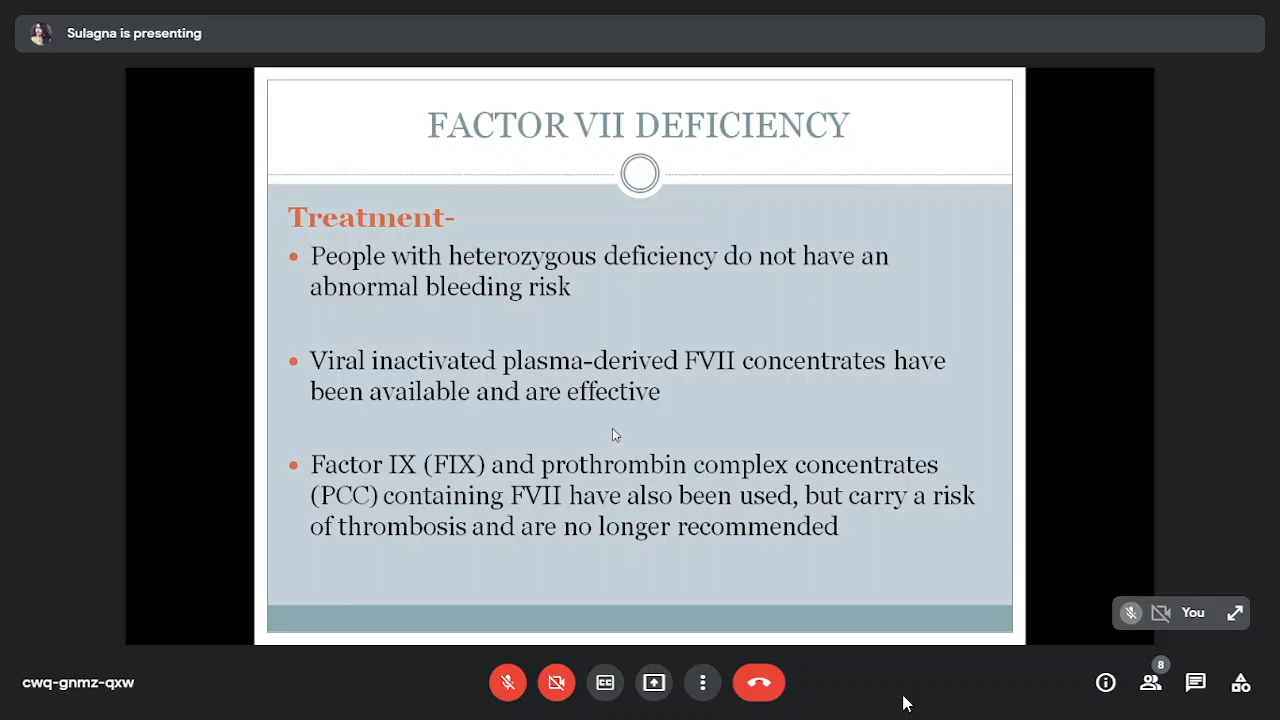 Sulagna is presenting
FACTOR VII DEFICIENCY
Treatment-
• People with heterozygous deficiency do not have an
abnormal bleeding risk
• Viral inactivated plasma-derived FVII concentrates have
been available and are effective
• Factor IX (FIX) and prothrombin complex concentrates
(PCC) containing FVII have also been used, but carry a risk
of thrombosis and are no longer recommended
You
8
cwq-gnmz-qxw
CC